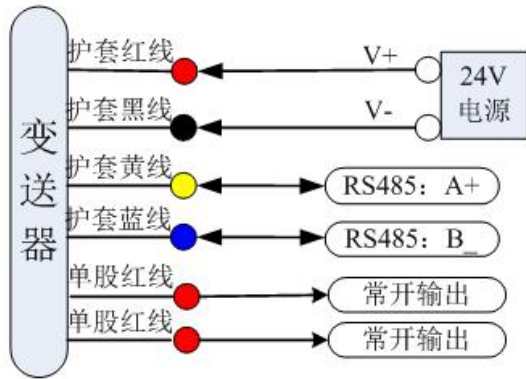 变送器
护套红线
V+
24V
电源
护套黑线
V-
护套黄线
RS485：A+
护套蓝线
RS485：B_
单股红线
常开输出
单股红线
常开输出